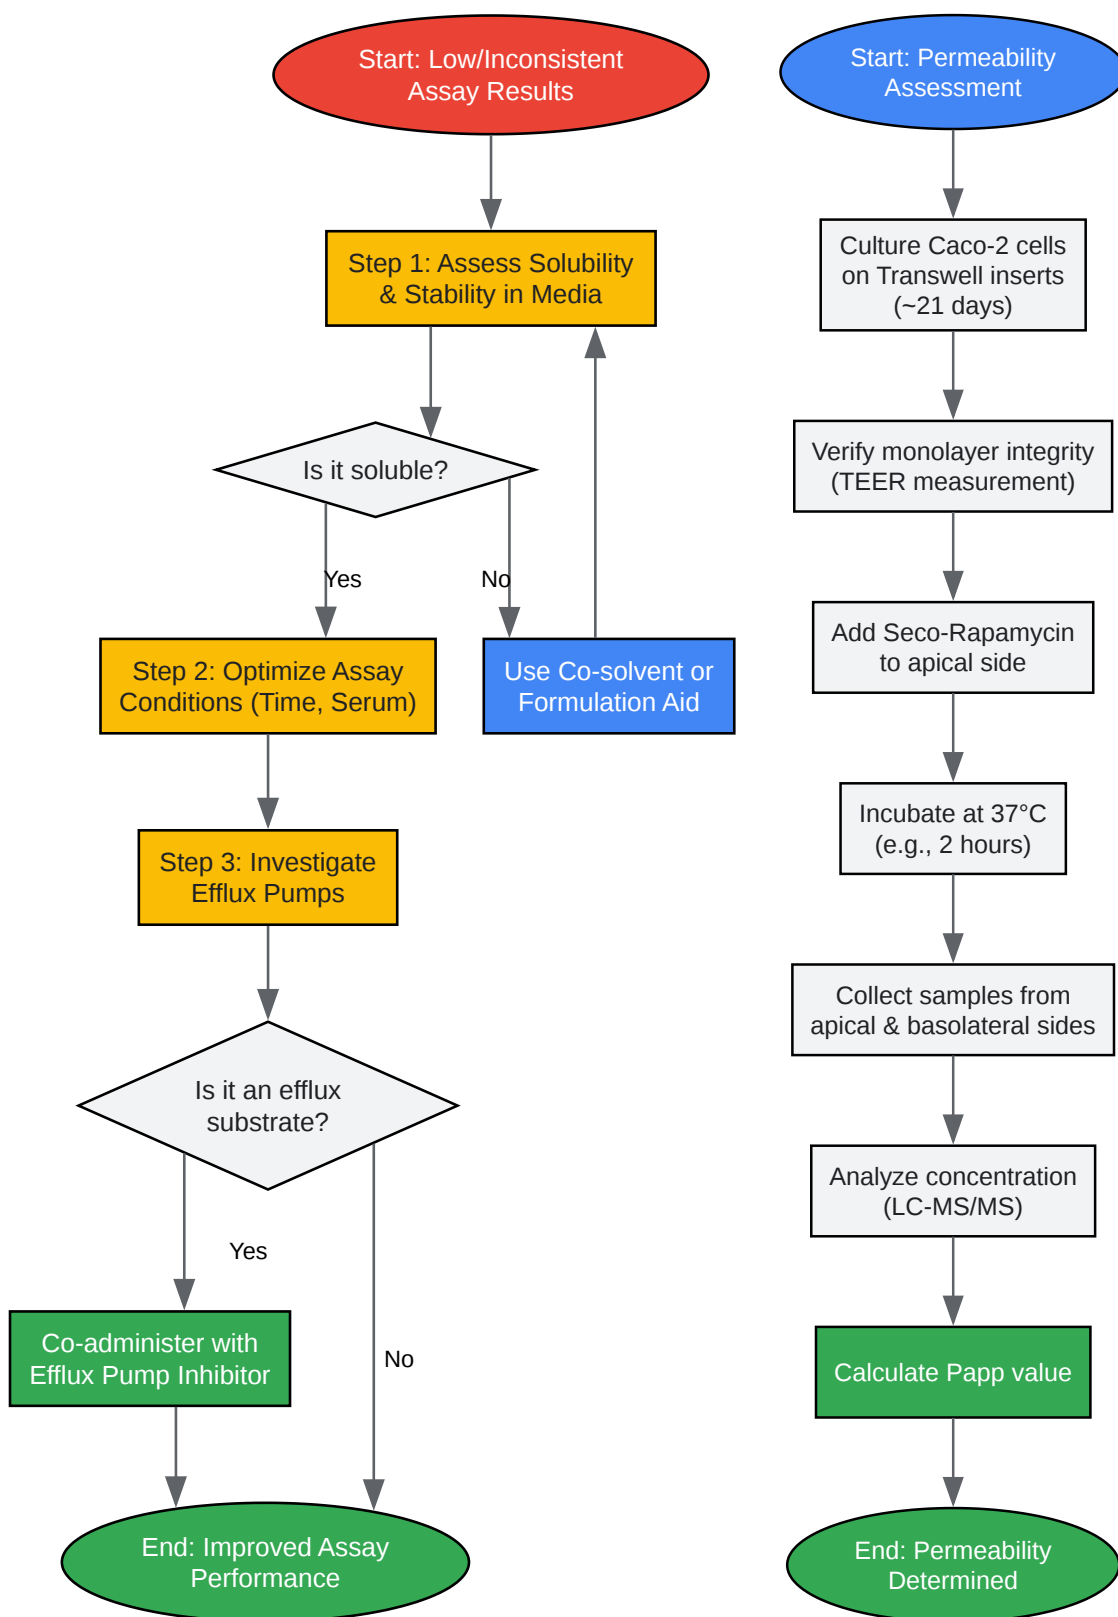 Start: Low/Inconsistent
Assay Results
Step 1: Assess Solubility
& Stability in Media
Is it soluble?
Yes
No
Step 2: Optimize Assay
Conditions (Time, Serum)
Use Co-solvent or
Formulation Aid
Step 3: Investigate
Efflux Pumps
Is it an efflux
substrate?
Yes
No
Co-administer with
Efflux Pump Inhibitor
End: Improved Assay
Performance
Start: Permeability
Assessment
Culture Caco-2 cells
on Transwell inserts
(~21 days)
Verify monolayer integrity
(TEER measurement)
Add Seco-Rapamycin
to apical side
Incubate at 37°C
(e.g., 2 hours)
Collect samples from
apical & basolateral sides
Analyze concentration
(LC-MS/MS)
Calculate Papp value
End: Permeability
Determined